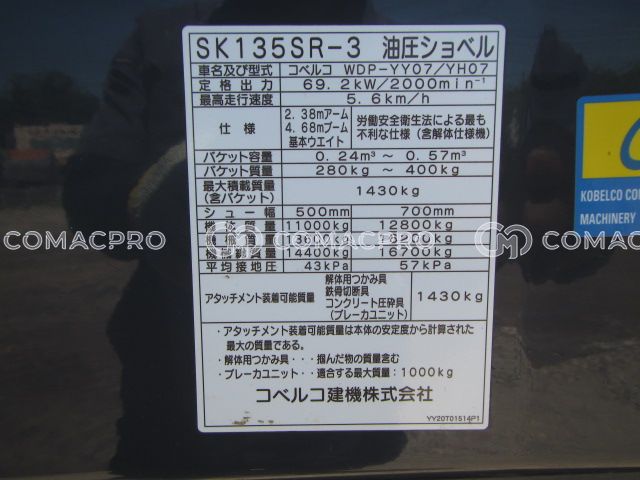 SK135SR-3 油圧ショベル
車名及び型式 コベルコ WDP-YY07/YH07
定格出力 69.2kW/2000min⁻¹
最高走行速度 5.6km/h
仕様 2.38mアーム 4.68mブーム 基本ウエイト 労働安全衛生法による最も不利な仕様(含解体仕様機)
バケット容量 0.24m³ ～ 0.57m³
バケット質量 280kg ～ 400kg
最大積載質量(含バケット) 1430kg
シュー幅 500mm 700mm
質量 11000kg 12800kg
質量
質量 14400kg 16700kg
平均接地圧 43kPa 57kPa
アタッチメント装着可能質量 解体用つかみ具 鉄骨切断具 コンクリート圧砕具 (ブレーカユニット) 1430kg
・アタッチメント装着可能質量は本体の安定度から計算された
最大の質量である。
・解体用つかみ具・・・掴んだ物の質量含む
・ブレーカユニット・・適合する最大質量:1000kg
コベルコ建機株式会社
YY20T01514P1
KOBELCO
MACHINERY
COMACPRO
COMACPRO
COMACPRO